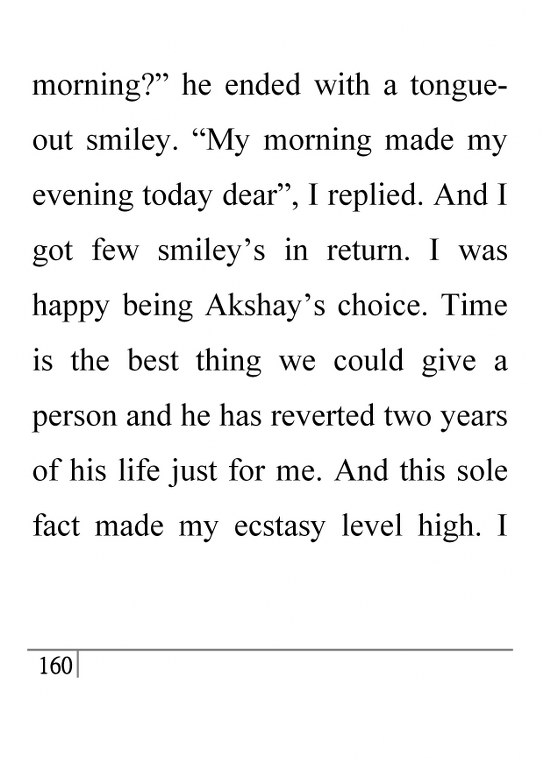 morning?” he ended with a tongue-
out smiley. “My morning made my
evening today dear”, I replied. And I
got few smiley’s in return. I was
happy being Akshay’s choice. Time
is the best thing we could give a
person and he has reverted two years
of his life just for me. And this sole
fact made my ecstasy level high. I
160